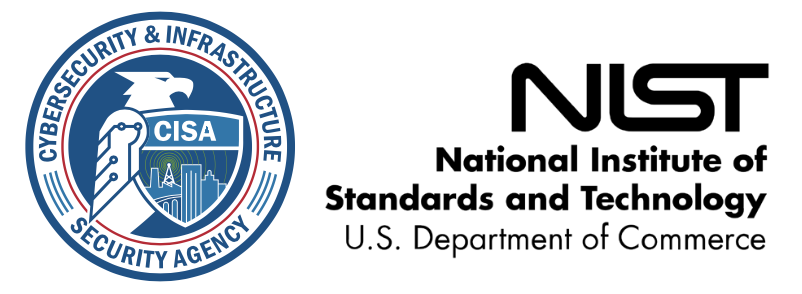 CYBERSECURITY & INFRASTRUCTURE
SECURITY AGENCY
CISA
NIST
National Institute of
Standards and Technology
U.S. Department of Commerce